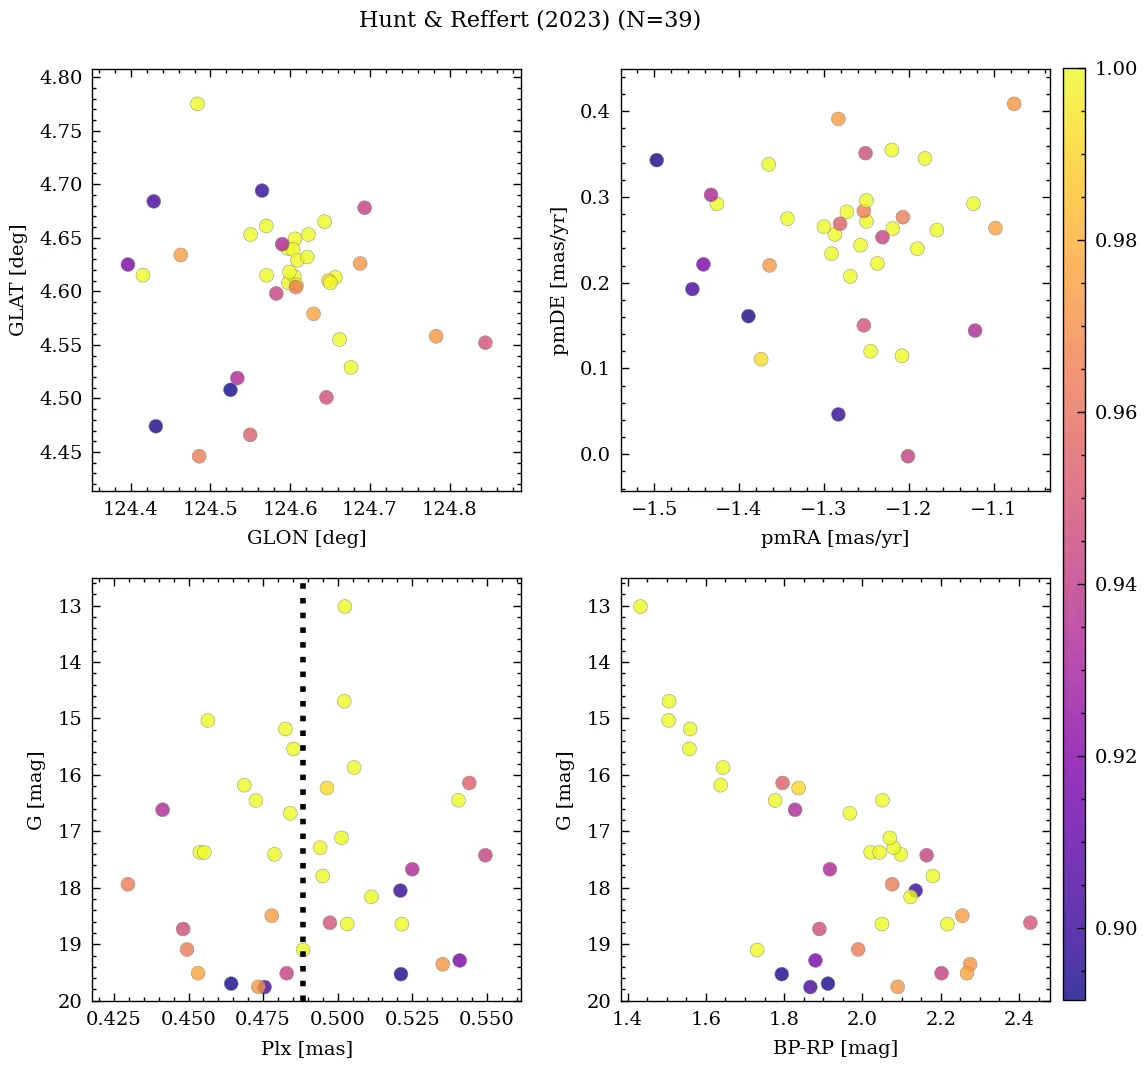 Hunt & Reffert (2023) (N=39)
4.80
4.75
4.70
4.65
4.60
4.55
4.50
4.45
GLAT [deg]
124.4 124.5 124.6 124.7 124.8
GLON [deg]
0.4
0.3
0.2
0.1
0.0
pmDE [mas/yr]
−1.5 −1.4 −1.3 −1.2 −1.1
pmRA [mas/yr]
1.00
0.98
0.96
0.94
0.92
0.90
13
14
15
16
17
18
19
20
G [mag]
0.425 0.450 0.475 0.500 0.525 0.550
Plx [mas]
13
14
15
16
17
18
19
20
G [mag]
1.4 1.6 1.8 2.0 2.2 2.4
BP-RP [mag]